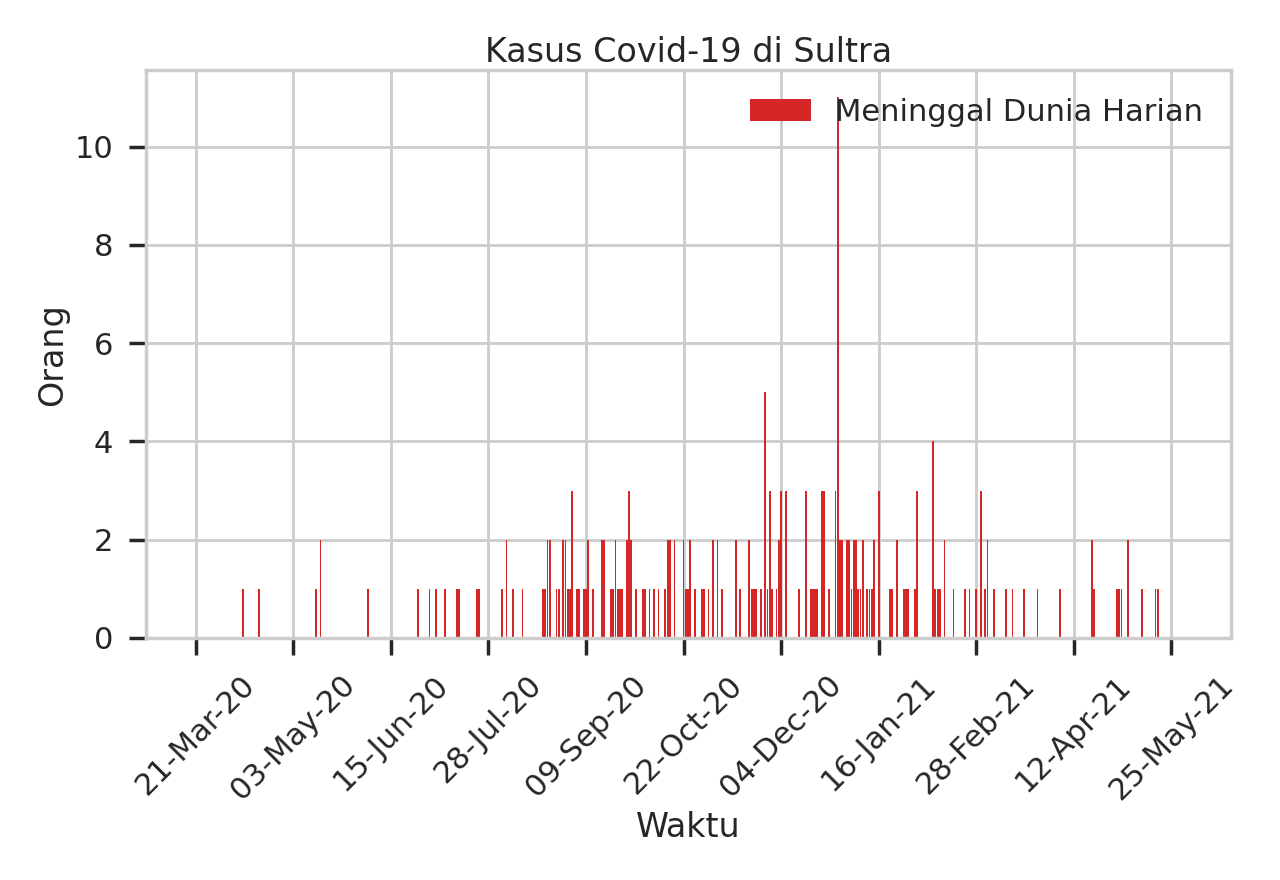 Kasus Covid-19 di Sultra
Meninggal Dunia Harian
Orang
10
8
6
4
2
0
21-Mar-20
03-May-20
15-Jun-20
28-Jul-20
09-Sep-20
22-Oct-20
04-Dec-20
16-Jan-21
28-Feb-21
12-Apr-21
25-May-21
Waktu